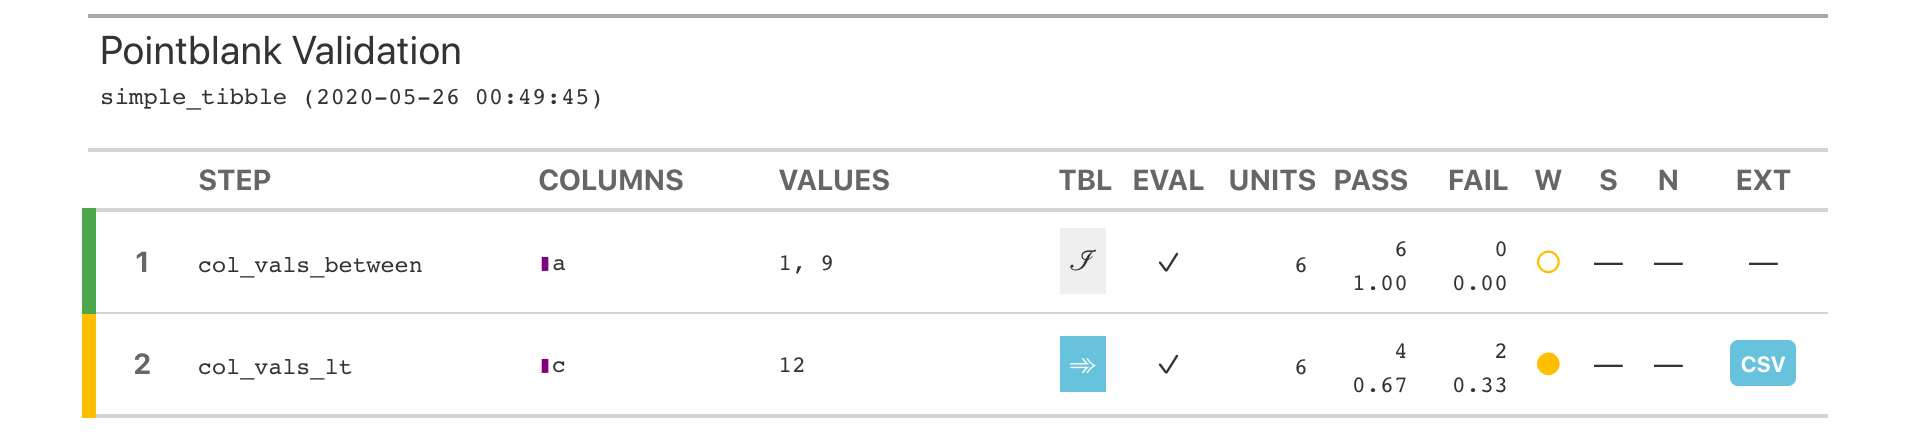 Pointblank Validation
simple_tibble (2020-05-26 00:49:45)
STEP COLUMNS VALUES TBL EVAL UNITS PASS FAIL W S N EXT
1 col_vals_between a 1, 9 ℐ ✓ 6 6 0 — — —
1.00 0.00
2 col_vals_lt c 12 ✓ 6 4 2 — — CSV
0.67 0.33